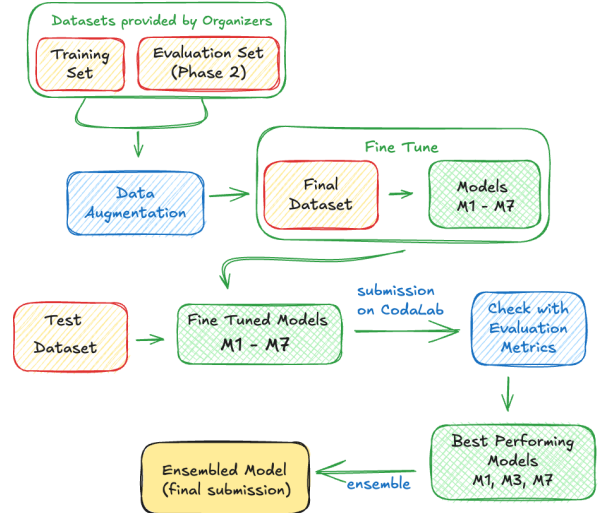 Datasets provided by Organizers
Training
Set
Evaluation Set
(Phase 2)
Data
Augmentation
Fine Tune
Final
Dataset
Models
M1 - M7
Test
Dataset
Fine Tuned Models
M1 - M7
submission
on CodaLab
Check with
Evaluation
Metrics
Best Performing
Models
M1, M3, M7
ensemble
Ensembled Model
(final submission)